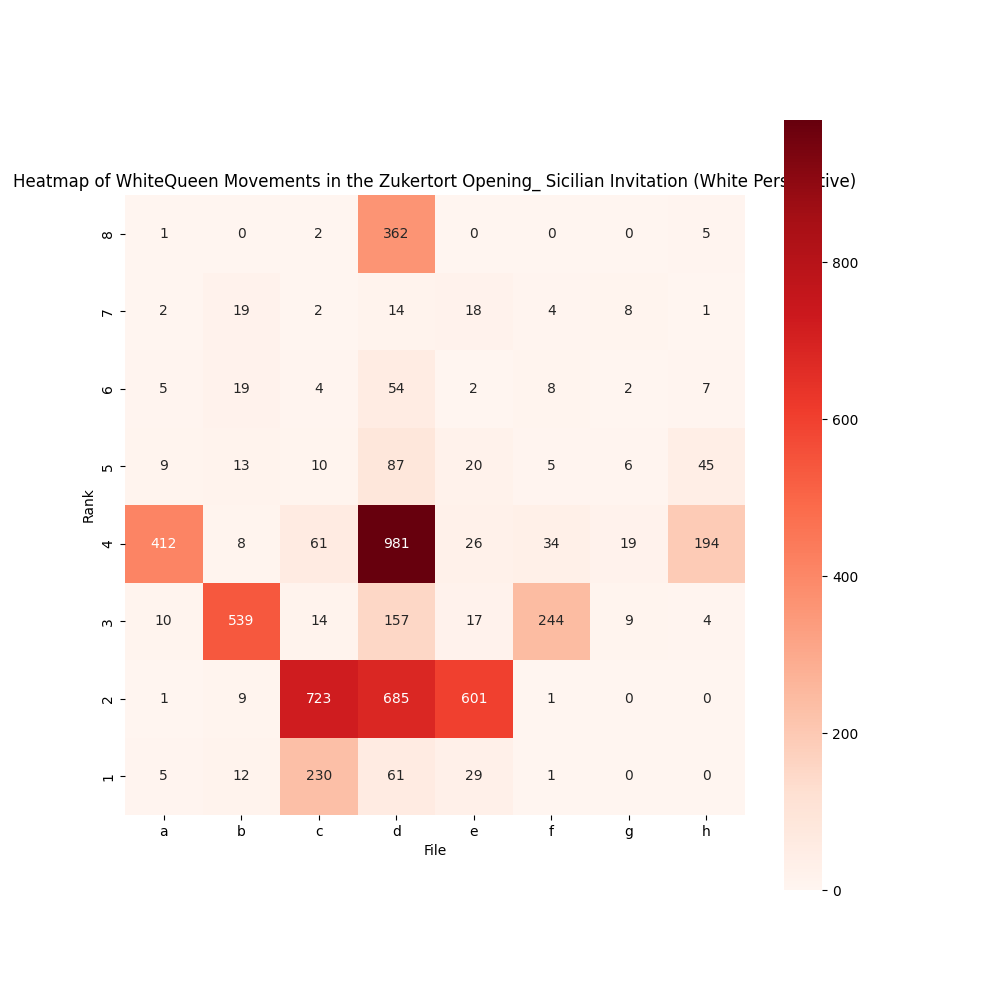 Heatmap of WhiteQueen Movements in the Zukertort Opening_ Sicilian Invitation (White Perspective)
8 1 0 2 362 0 0 0 5
800
7 2 19 2 14 18 4 8 1
6 5 19 4 54 2 8 2 7
600
5 9 13 10 87 20 5 6 45
Rank
4 412 8 61 981 26 34 19 194
400
3 10 539 14 157 17 244 9 4
2 1 9 723 685 601 1 0 0
200
1 5 12 230 61 29 1 0 0
a b c d e f g h
File
0